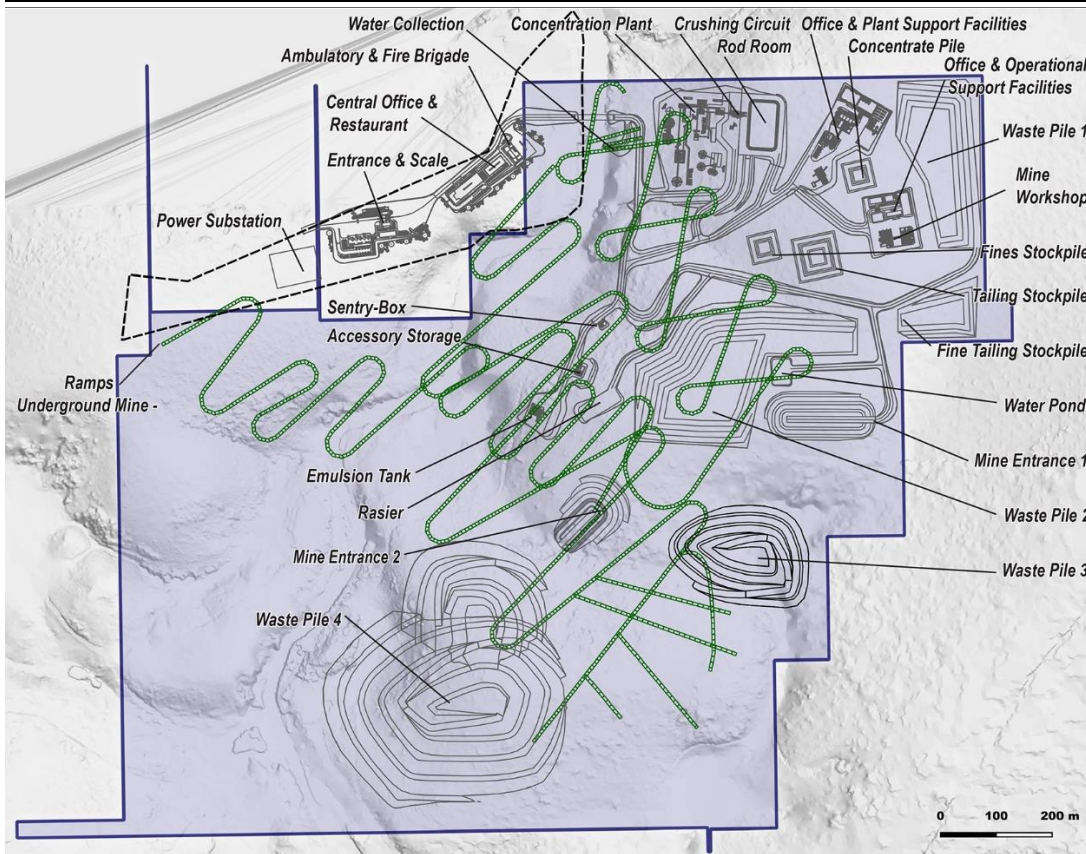 Water Collection
Concentration Plant
Crushing Circuit
Rod Room
Office & Plant Support Facilities
Concentrate Pile
Ambulatory & Fire Brigade
Office & Operational
Support Facilities
Central Office &
Restaurant
Waste Pile 1
Entrance & Scale
Mine
Workshop
Power Substation
Fines Stockpile
Sentry-Box
Tailing Stockpile
Accessory Storage
Fine Tailing Stockpile
Ramps
Underground Mine -
Water Pond
Emulsion Tank
Mine Entrance 1
Rasier
Waste Pile 2
Mine Entrance 2
Waste Pile 3
Waste Pile 4
0 100 200 m